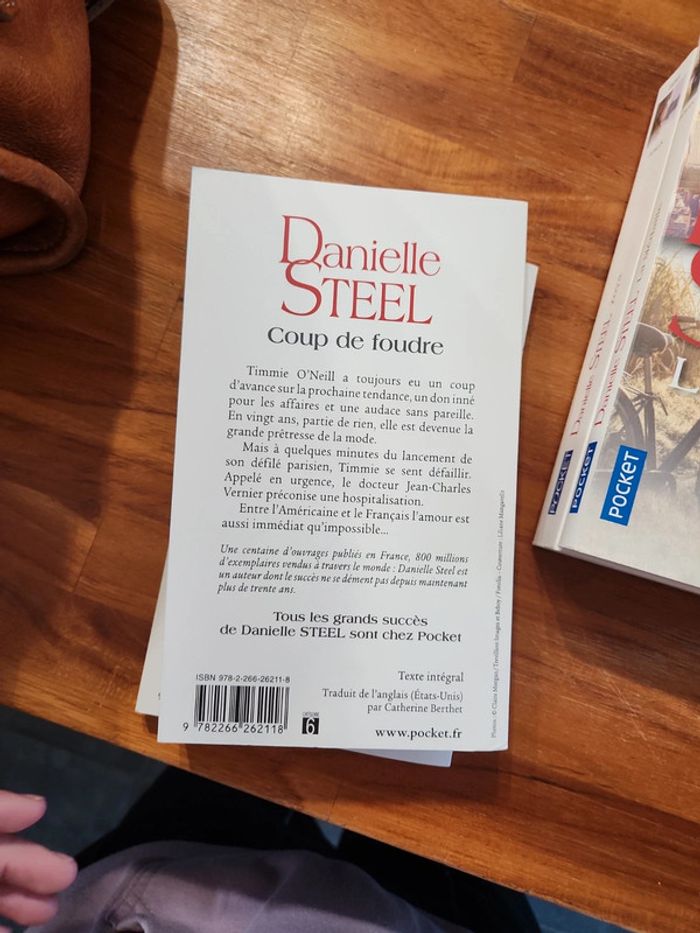 Danielle
STEEL
Coup de foudre
Timmie O'Neill a toujours eu un coup
d'avance sur la prochaine tendance, un don inné
pour les affaires et une audace sans pareille.
En vingt ans, partie de rien, elle est devenue la
grande prêtresse de la mode.
Mais à quelques minutes du lancement de
son défilé parisien, Timmie se sent défaillir.
Appelé en urgence, le docteur Jean-Charles
Vernier préconise une hospitalisation.
Entre l'Américaine et le Français l'amour est
aussi immédiat qu'impossible...
Une centaine d'ouvrages publiés en France, 800 millions
d'exemplaires vendus à travers le monde : Danielle Steel est
un auteur dont le succès ne se dément pas depuis maintenant
plus de trente ans.
Tous les grands succès
de Danielle STEEL sont chez Pocket
ISBN 978-2-266-26211-8
9 782266 262118
6
Texte intégral
Traduit de l'anglais (États-Unis)
par Catherine Berthet
www.pocket.fr
POCKET
Danielle STEEL
POCKET
Danielle STEEL
POCKET
L